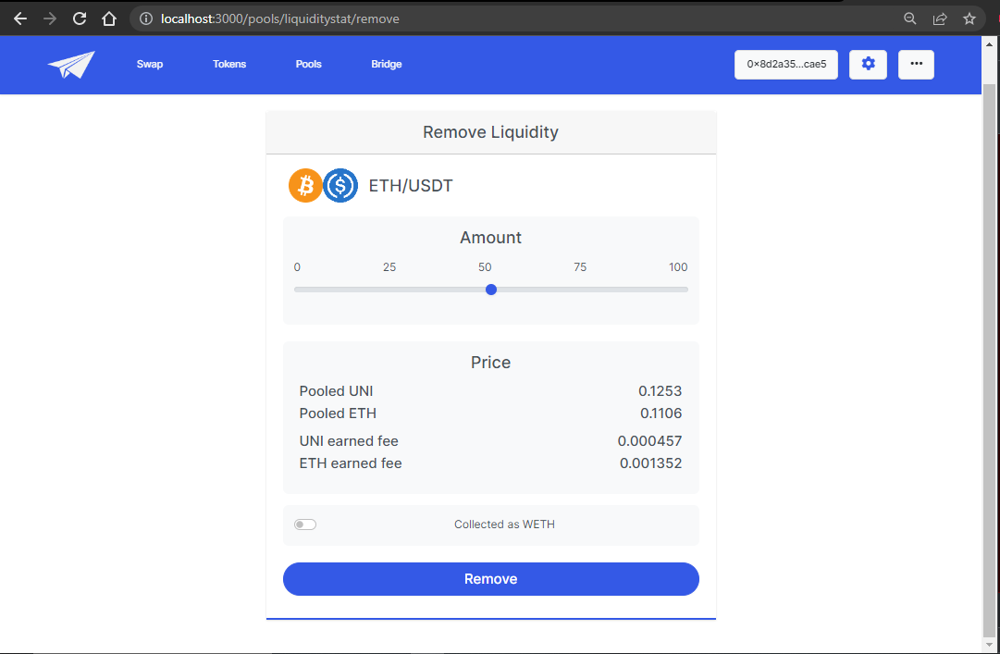 localhost:3000/pools/liquiditystat/remove
Swap Tokens Pools Bridge 0x8d2a35...cae5 •••
Remove Liquidity
ETH/USDT
Amount
0 25 50 75 100
Price
Pooled UNI 0.1253
Pooled ETH 0.1106
UNI earned fee 0.000457
ETH earned fee 0.001352
Collected as WETH
Remove